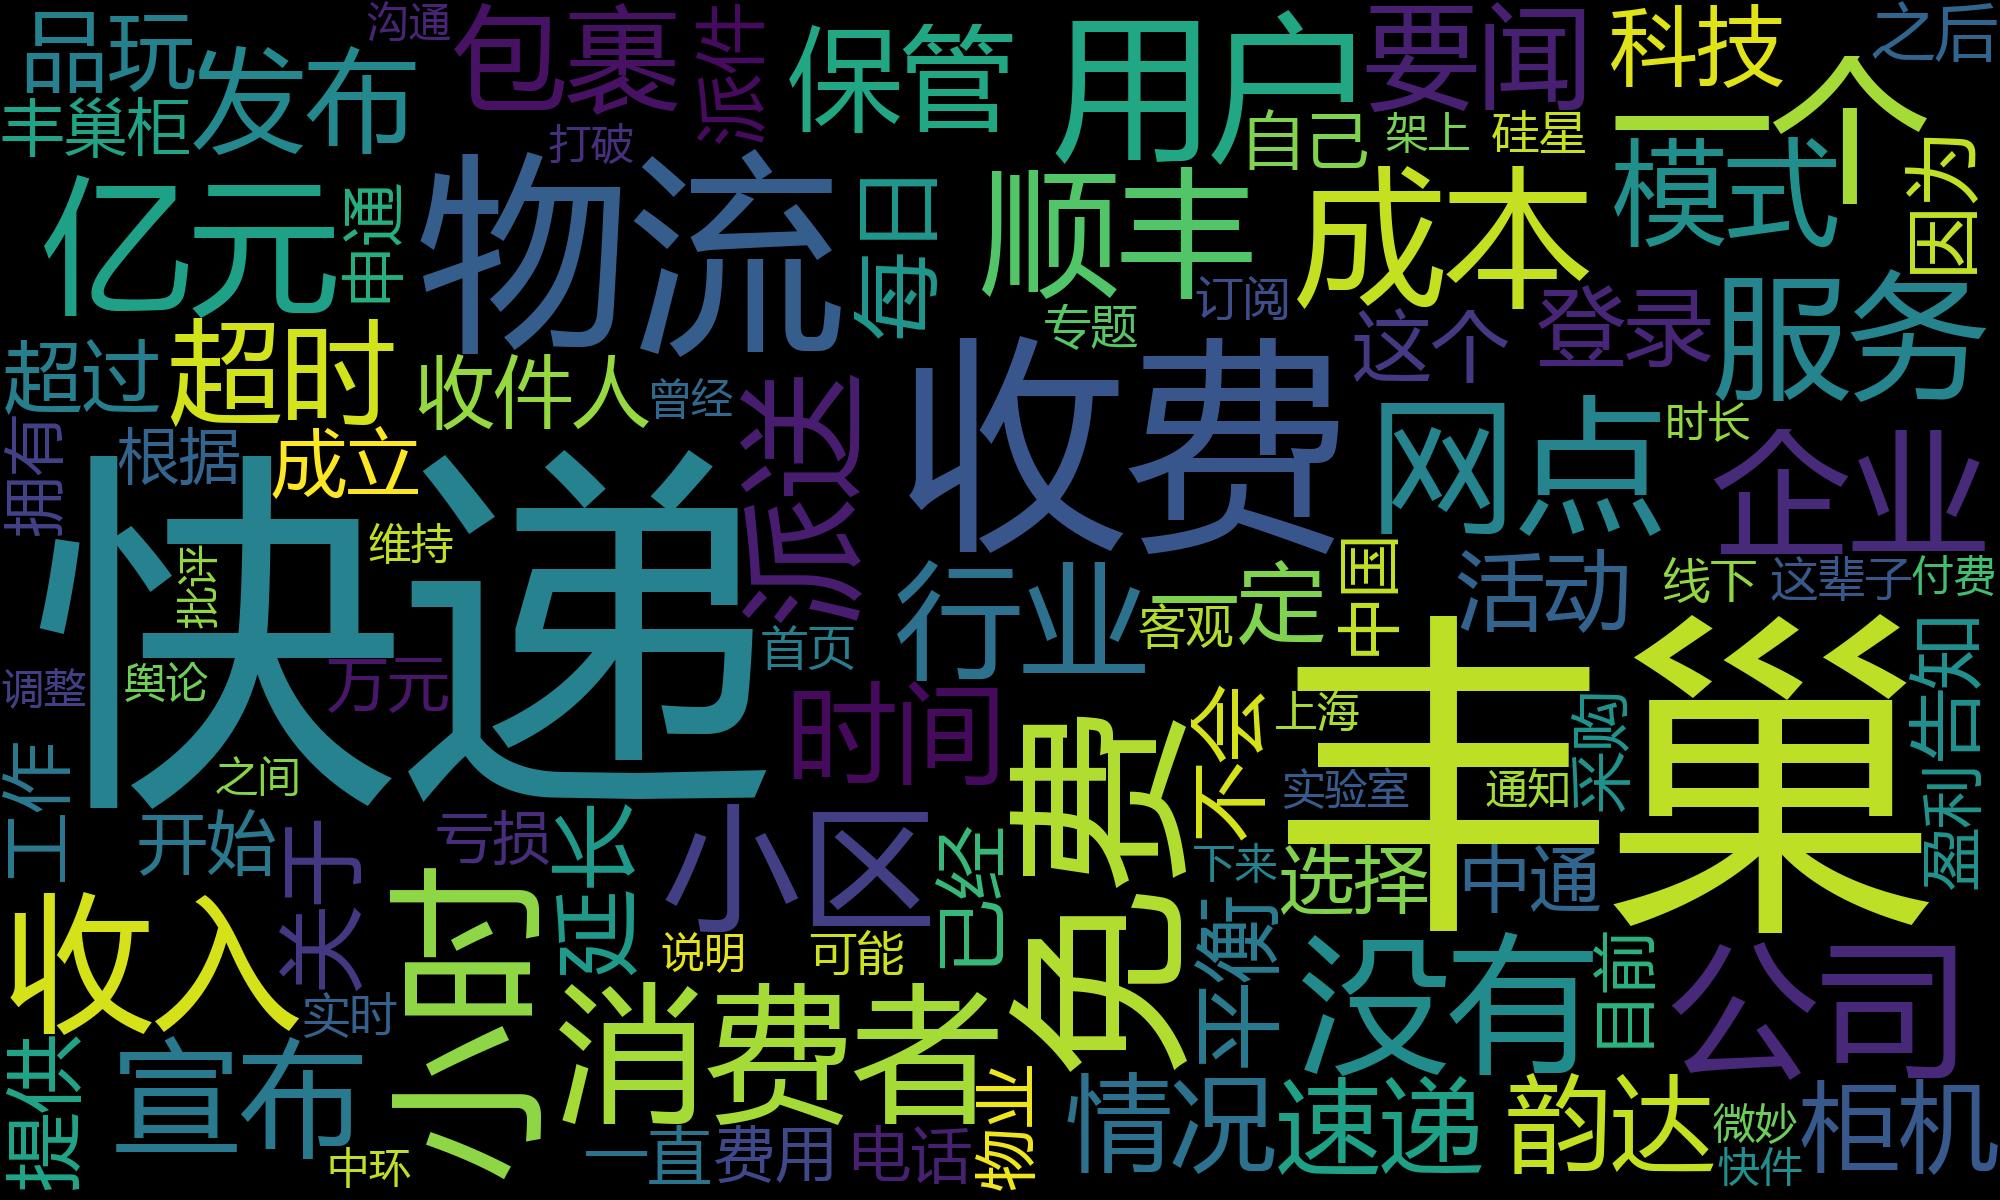 品玩
沟通
包裹
派件
保管
用户
要闻
科技
之后
发布
丰巢柜
打破
自己
架上
硅星
一个
模式
因为
亿元
申通
物流
每日
顺丰
成本
订阅
专题
这个
登录
服务
超过
超时
收件人
曾经
派送
收费
网点
时长
企业
拥有
根据
成立
快递
维持
批评
行业
一定
客观
中国
活动
线下
这辈子
付费
首页
调整
舆论
万元
时间
免费
不会
上海
丰巢
采购
告知
工作
之间
实验室
通知
盈利
开始
关于
亏损
延长
小区
已经
下来
选择
中通
收入
小时
说明
可能
平衡
没有
目前
公司
实时
消费者
提供
宣布
中环
一直
费用
电话
物业
情况
速递
韵达
微妙
快件
柜机